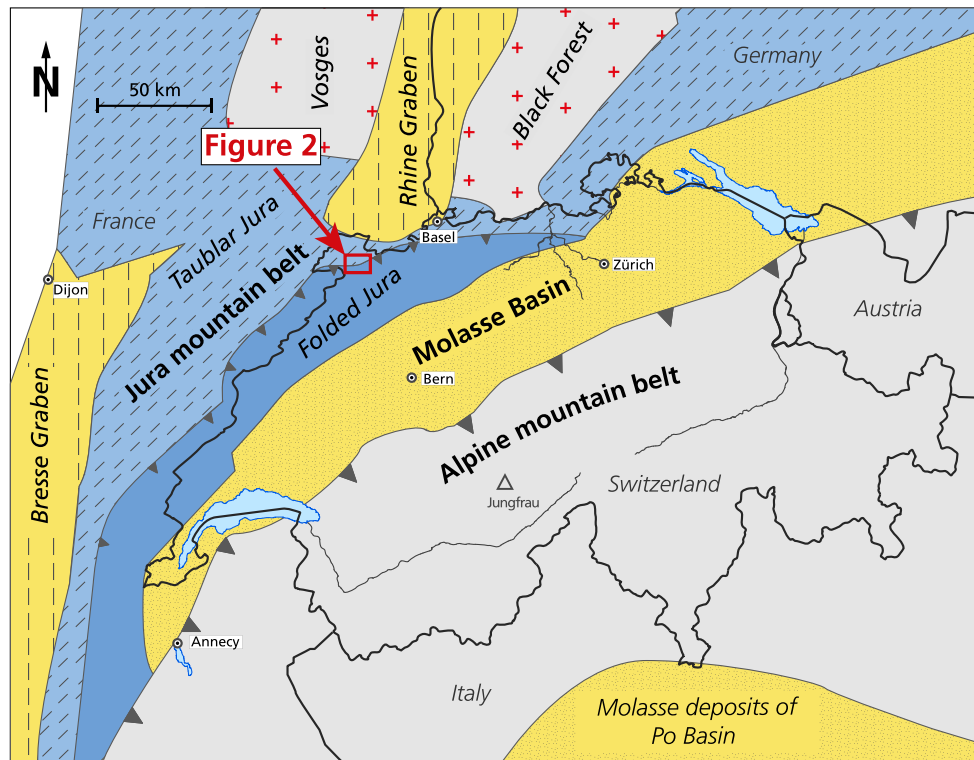 N
50 km
Vosges
Rhine Graben
Black Forest
Germany
Figure 2
France
Taublar Jura
Basel
Dijon
Jura mountain belt
Folded Jura
Zürich
Molasse Basin
Austria
Bern
Alpine mountain belt
Bresse Graben
Jungfrau
Switzerland
Annecy
Italy
Molasse deposits of
Po Basin